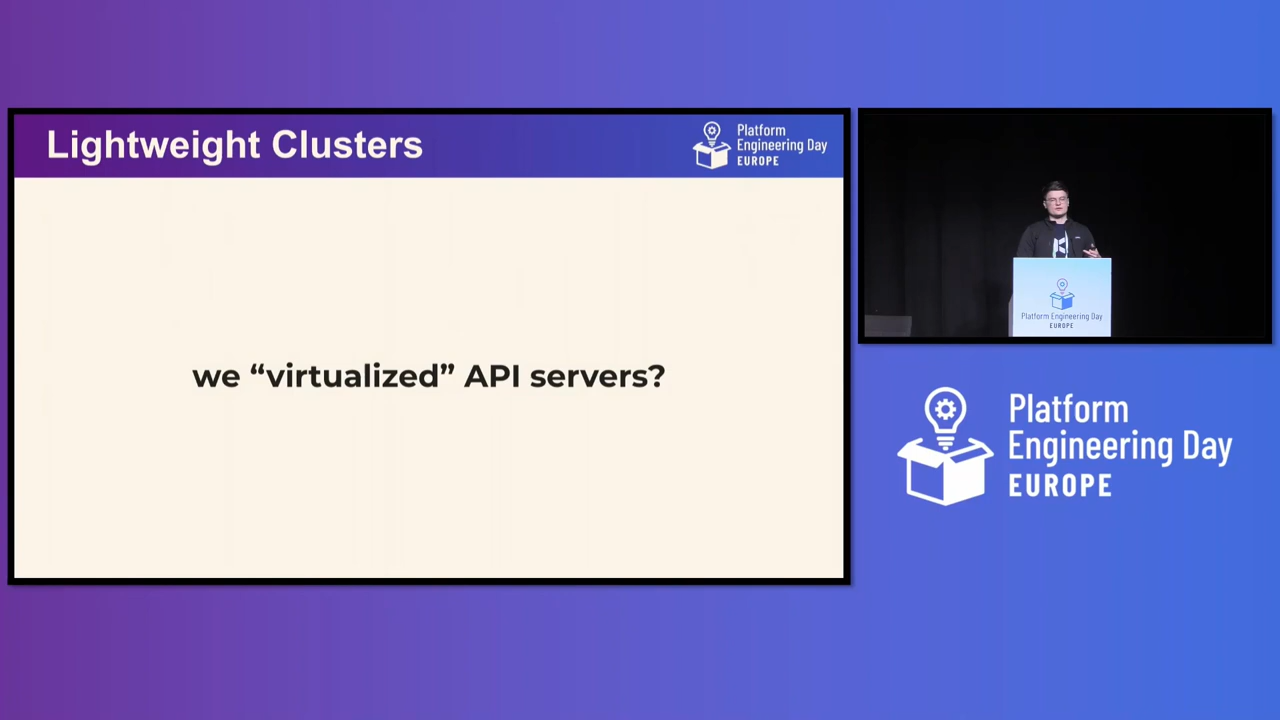 Lightweight Clusters
Platform
Engineering Day
EUROPE
we “virtualized” API servers?
Platform Engineering Day
EUROPE
Platform
Engineering Day
EUROPE